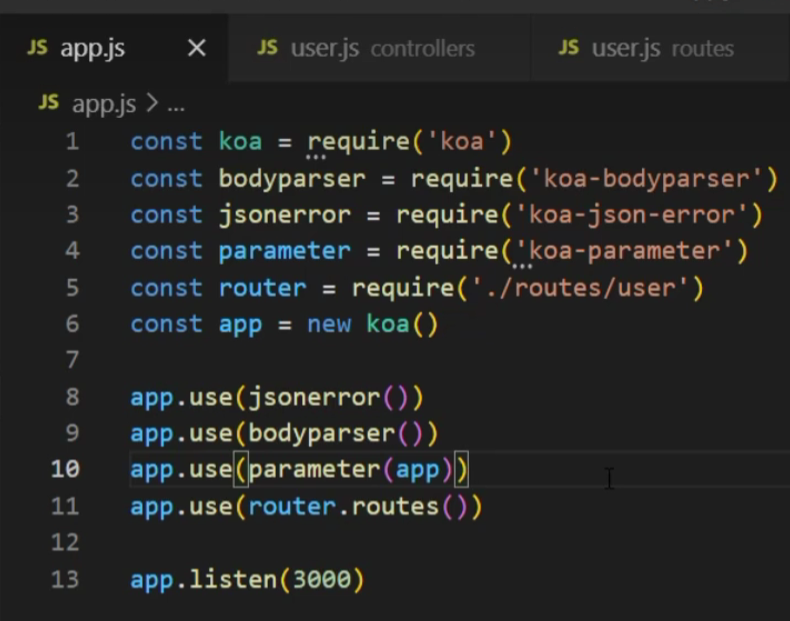 JS app.js × JS user.js controllers JS user.js routes
JS app.js > ...
1 const koa = require('koa')
2 const bodyparser = require('koa-bodyparser')
3 const jsonerror = require('koa-json-error')
4 const parameter = require('koa-parameter')
5 const router = require('./routes/user')
6 const app = new koa()
7
8 app.use(jsonerror())
9 app.use(bodyparser())
10 app.use(parameter(app))
11 app.use(router.routes())
12
13 app.listen(3000)